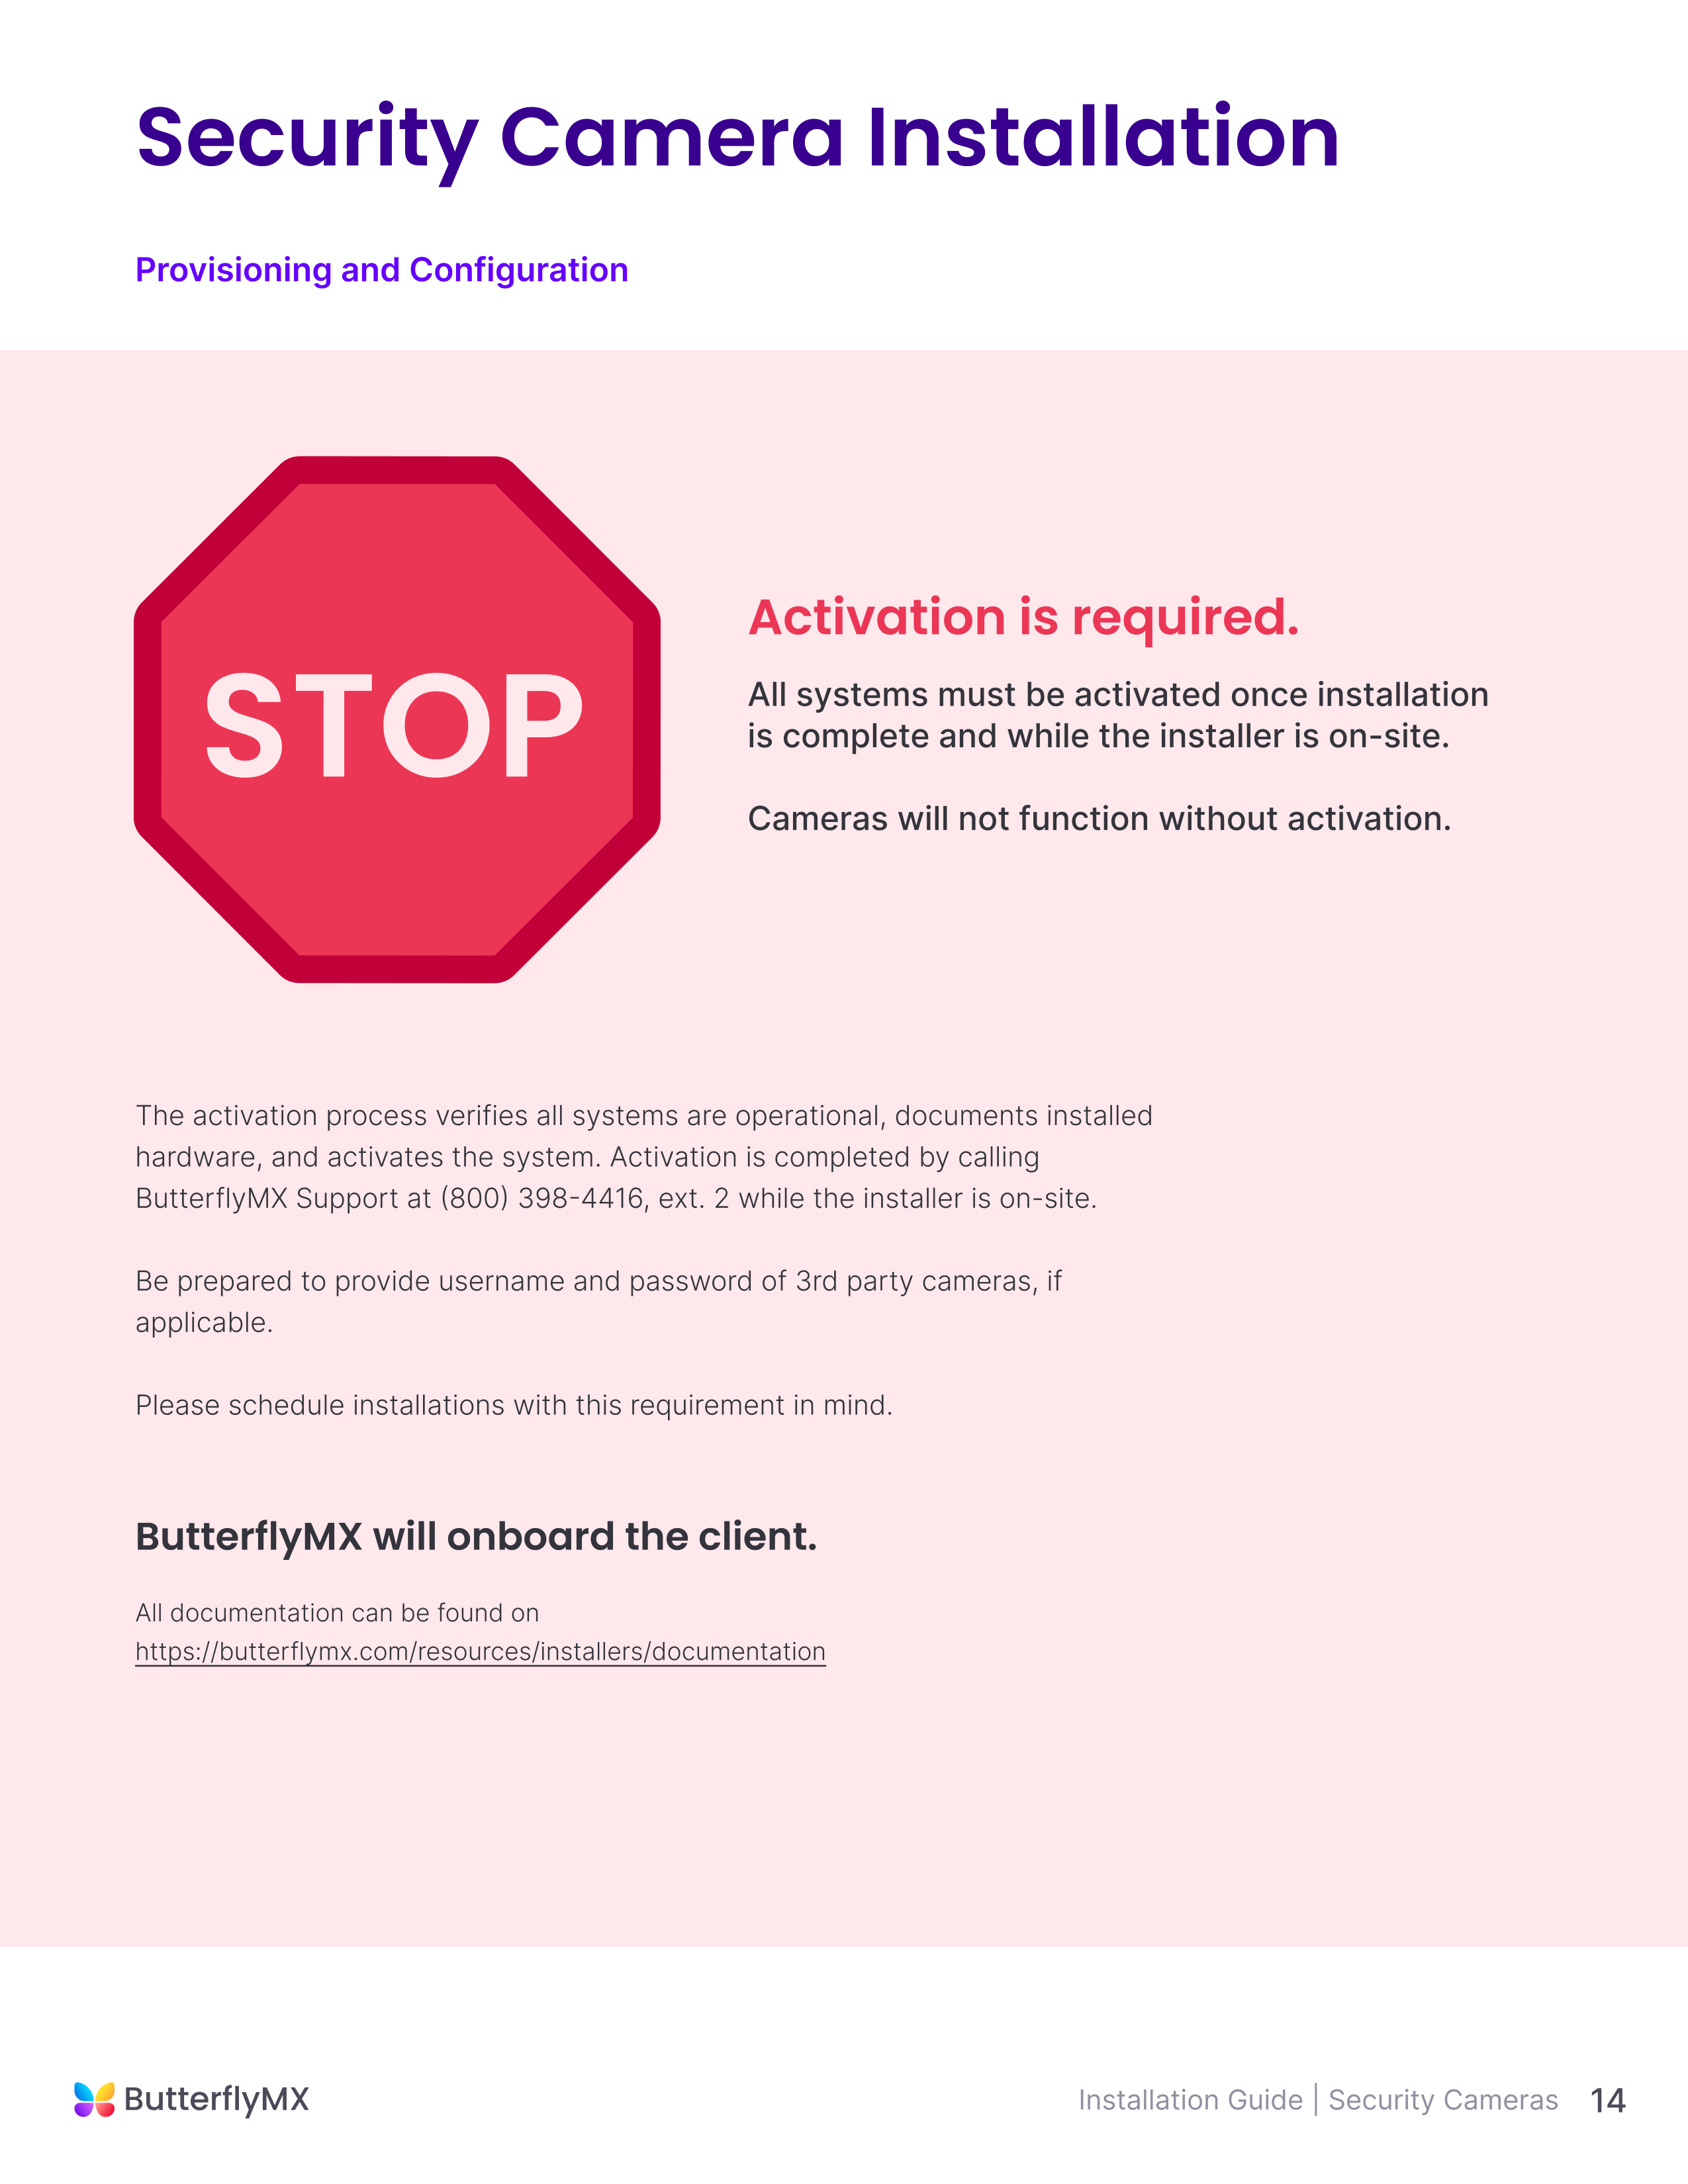 Security Camera Installation
Provisioning and Configuration
STOP
Activation is required.
All systems must be activated once installation
is complete and while the installer is on-site.
Cameras will not function without activation.
The activation process verifies all systems are operational, documents installed
hardware, and activates the system. Activation is completed by calling
ButterflyMX Support at (800) 398-4416, ext. 2 while the installer is on-site.
Be prepared to provide username and password of 3rd party cameras, if
applicable.
Please schedule installations with this requirement in mind.
ButterflyMX will onboard the client.
All documentation can be found on
https://butterflymx.com/resources/installers/documentation
ButterflyMX
Installation Guide | Security Cameras 14